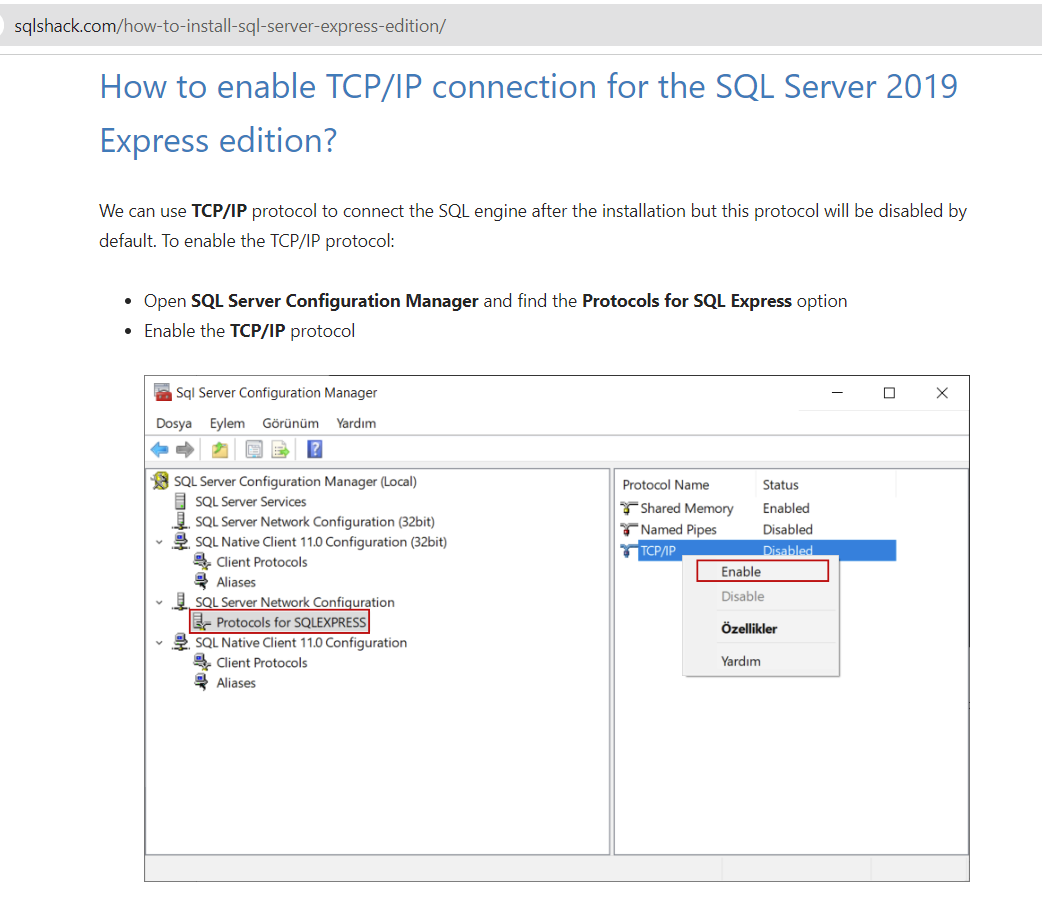 sqlshack.com/how-to-install-sql-server-express-edition/
How to enable TCP/IP connection for the SQL Server 2019
Express edition?
We can use TCP/IP protocol to connect the SQL engine after the installation but this protocol will be disabled by
default. To enable the TCP/IP protocol:
• Open SQL Server Configuration Manager and find the Protocols for SQL Express option
• Enable the TCP/IP protocol
Sql Server Configuration Manager
Dosya Eylem Görünüm Yardım
SQL Server Configuration Manager (Local)
SQL Server Services
SQL Server Network Configuration (32bit)
SQL Native Client 11.0 Configuration (32bit)
Client Protocols
Aliases
SQL Server Network Configuration
Protocols for SQLEXPRESS
SQL Native Client 11.0 Configuration
Client Protocols
Aliases
Protocol Name Status
Shared Memory Enabled
Named Pipes Disabled
TCP/IP Disabled
Enable
Disable
Özellikler
Yardım